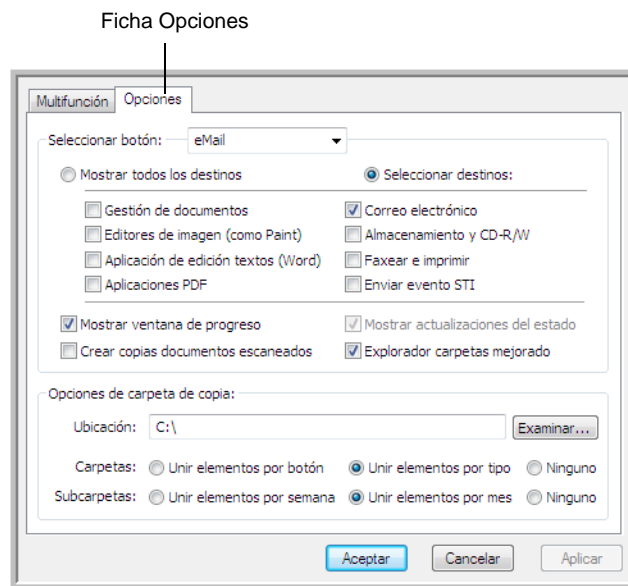 Ficha Opciones
Multifunción Opciones
Seleccionar botón: eMail
Mostrar todos los destinos Seleccionar destinos:
Gestión de documentos Correo electrónico
Editores de imagen (como Paint) Almacenamiento y CD-R/W
Aplicación de edición textos (Word) Faxear e imprimir
Aplicaciones PDF Enviar evento STI
Mostrar ventana de progreso Mostrar actualizaciones del estado
Crear copias documentos escaneados Explorador carpetas mejorado
Opciones de carpeta de copia:
Ubicación: C:\ Examinar...
Carpetas: Unir elementos por botón Unir elementos por tipo Ninguno
Subcarpetas: Unir elementos por semana Unir elementos por mes Ninguno
Aceptar Cancelar Aplicar